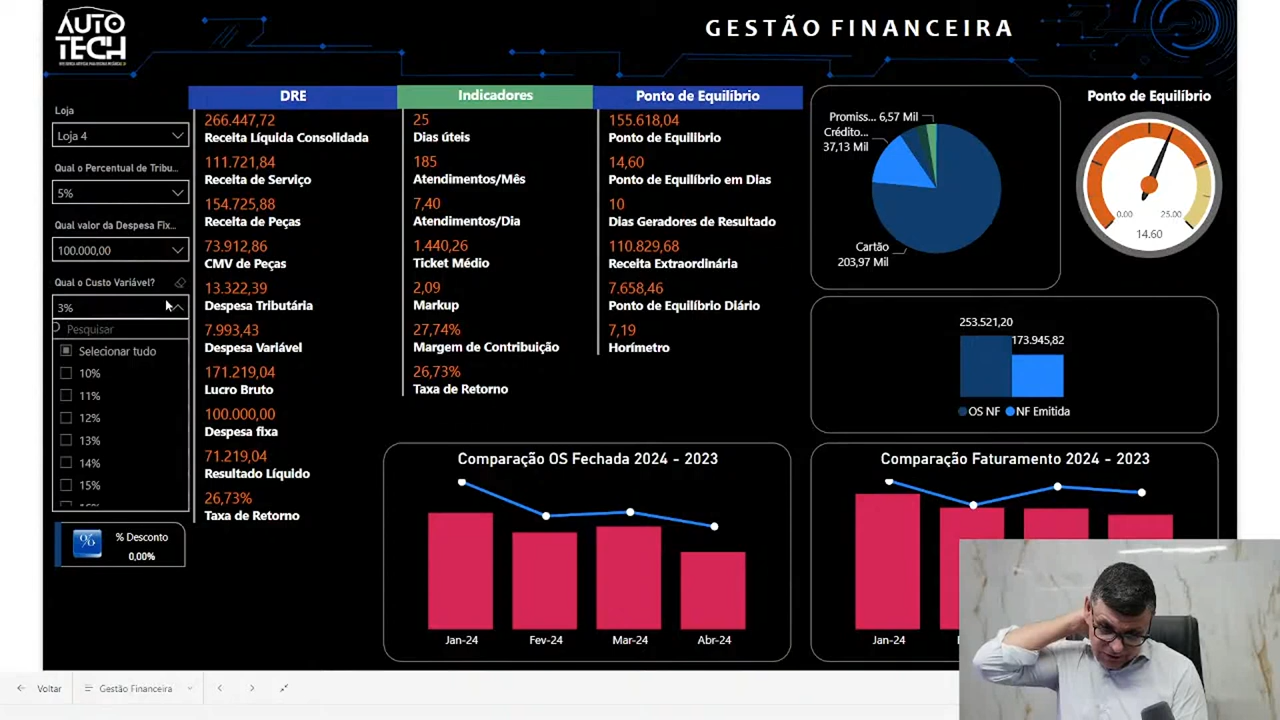 AUTO
TECH
GESTÃO FINANCEIRA
Loja
Loja 4
Qual o Percentual de Tribu...
5%
Qual valor da Despesa Fix...
100.000,00
Qual o Custo Variável?
3%
Pesquisar
Selecionar tudo
10%
11%
12%
13%
14%
15%
% Desconto
0,00%
DRE
266.447,72
Receita Líquida Consolidada
111.721,84
Receita de Serviço
154.725,88
Receita de Peças
73.912,86
CMV de Peças
13.322,39
Despesa Tributária
7.993,43
Despesa Variável
171.219,04
Lucro Bruto
100.000,00
Despesa fixa
71.219,04
Resultado Líquido
26,73%
Taxa de Retorno
Indicadores
25
Dias úteis
185
Atendimentos/Mês
7,40
Atendimentos/Dia
1.440,26
Ticket Médio
2,09
Markup
27,74%
Margem de Contribuição
26,73%
Taxa de Retorno
Ponto de Equilíbrio
155.618,04
Ponto de Equilíbrio
14,60
Ponto de Equilíbrio em Dias
10
Dias Geradores de Resultado
110.829,68
Receita Extraordinária
7.658,46
Ponto de Equilíbrio Diário
7,19
Horímetro
Promiss... 6,57 Mil
Crédito...
37,13 Mil
Cartão
203,97 Mil
Ponto de Equilíbrio
0.00 25.00
14.60
253.521,20
173.945,82
OS NF NF Emitida
Comparação OS Fechada 2024 - 2023
Jan-24 Fev-24 Mar-24 Abr-24
Comparação Faturamento 2024 - 2023
Jan-24
Voltar
Gestão Financeira